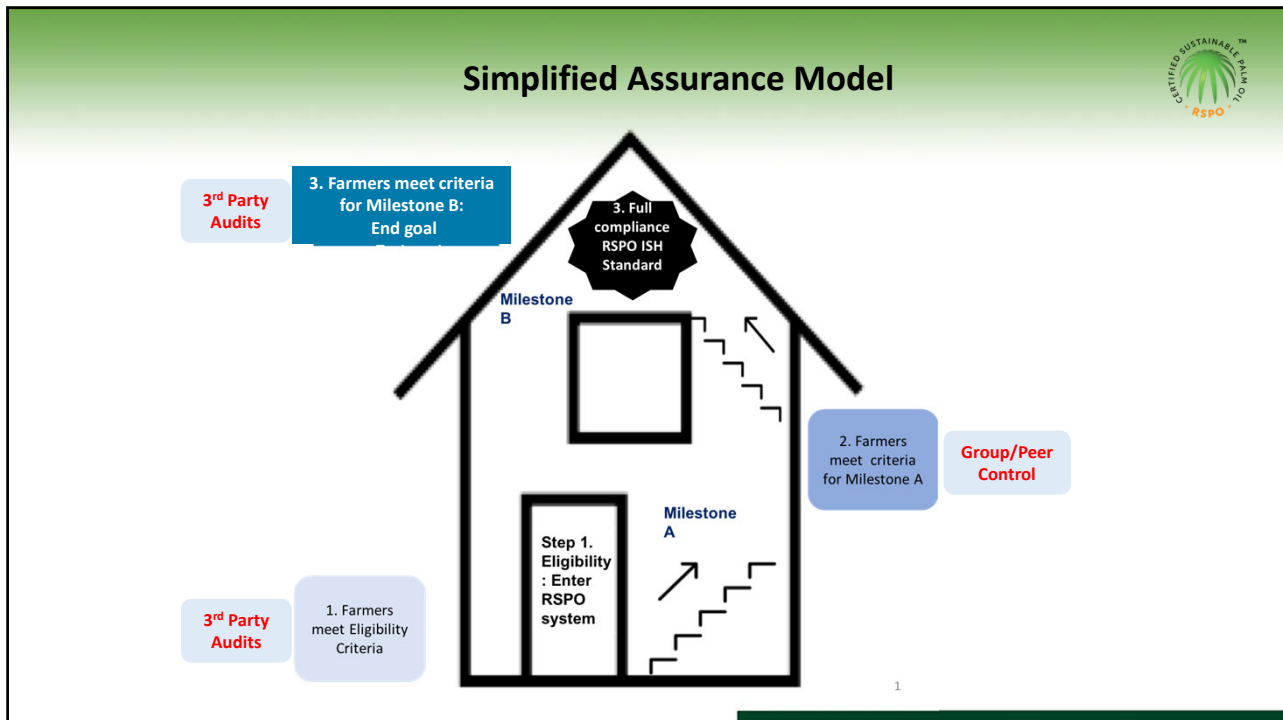 Simplified Assurance Model
CERTIFIED SUSTAINABLE PALM OIL ™
· RSPO ·
3rd Party
Audits
3. Farmers meet criteria
for Milestone B:
End goal
3. Full
compliance
RSPO ISH
Standard
Milestone
B
2. Farmers
meet criteria
for Milestone A
Group/Peer
Control
Milestone
A
Step 1.
Eligibility
: Enter
RSPO
system
3rd Party
Audits
1. Farmers
meet Eligibility
Criteria
1